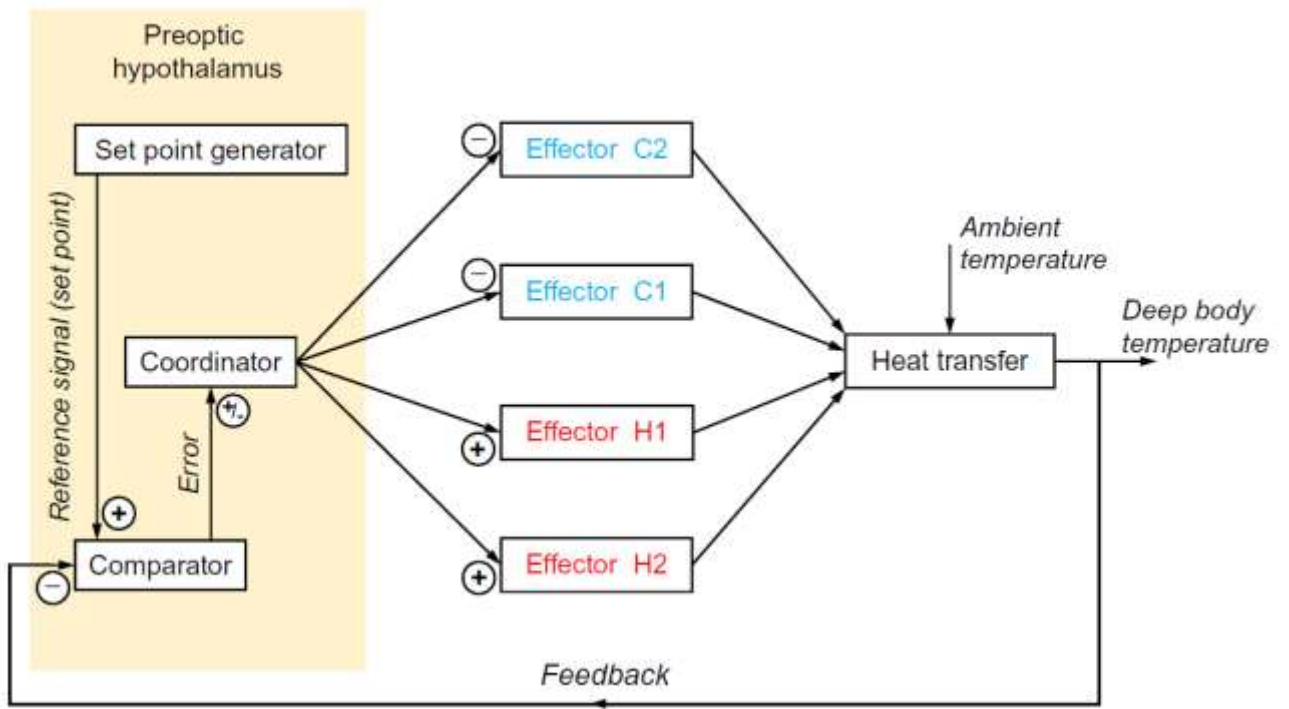 Preoptic
hypothalamus
Set point generator
Reference signal (set point)
Coordinator
+/-
Error
+
Comparator
−
−
Effector C2
−
Effector C1
Effector H1
+
Effector H2
+
Ambient
temperature
Heat transfer
Deep body
temperature
Feedback